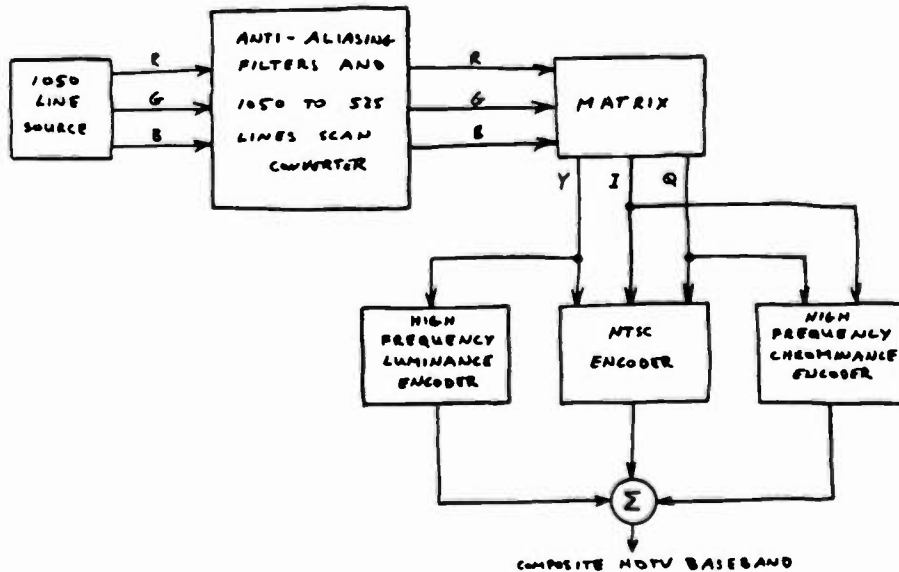 1050
LINE
SOURCE
R
G
B
ANTI-ALIASING
FILTERS AND
1050 TO 525
LINES SCAN
CONVERTER
R
G
B
MATRIX
Y
I
Q
HIGH
FREQUENCY
LUMINANCE
ENCODER
NTSC
ENCODER
HIGH
FREQUENCY
CHROMINANCE
ENCODER
Σ
COMPOSITE HDTV BASEBAND